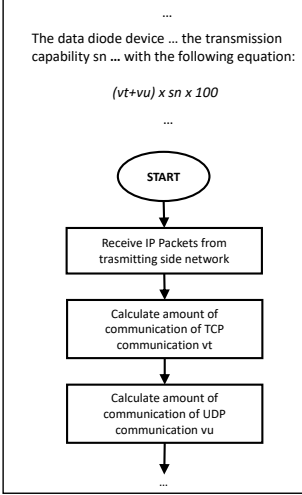 ...
The data diode device ... the transmission
capability sn ... with the following equation:
(vt+vu) x sn x 100
...
START
Receive IP Packets from
trasmitting side network
Calculate amount of
communication of TCP
communication vt
Calculate amount of
communication of UDP
communication vu
...